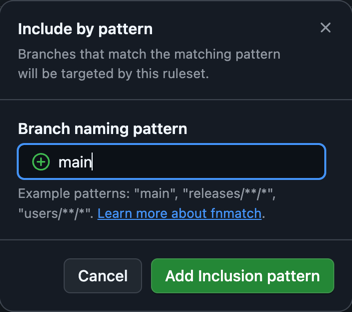 Include by pattern
Branches that match the matching pattern
will be targeted by this ruleset.
Branch naming pattern
main
Example patterns: "main", "releases/**/*",
"users/**/*". Learn more about fnmatch.
Cancel
Add Inclusion pattern